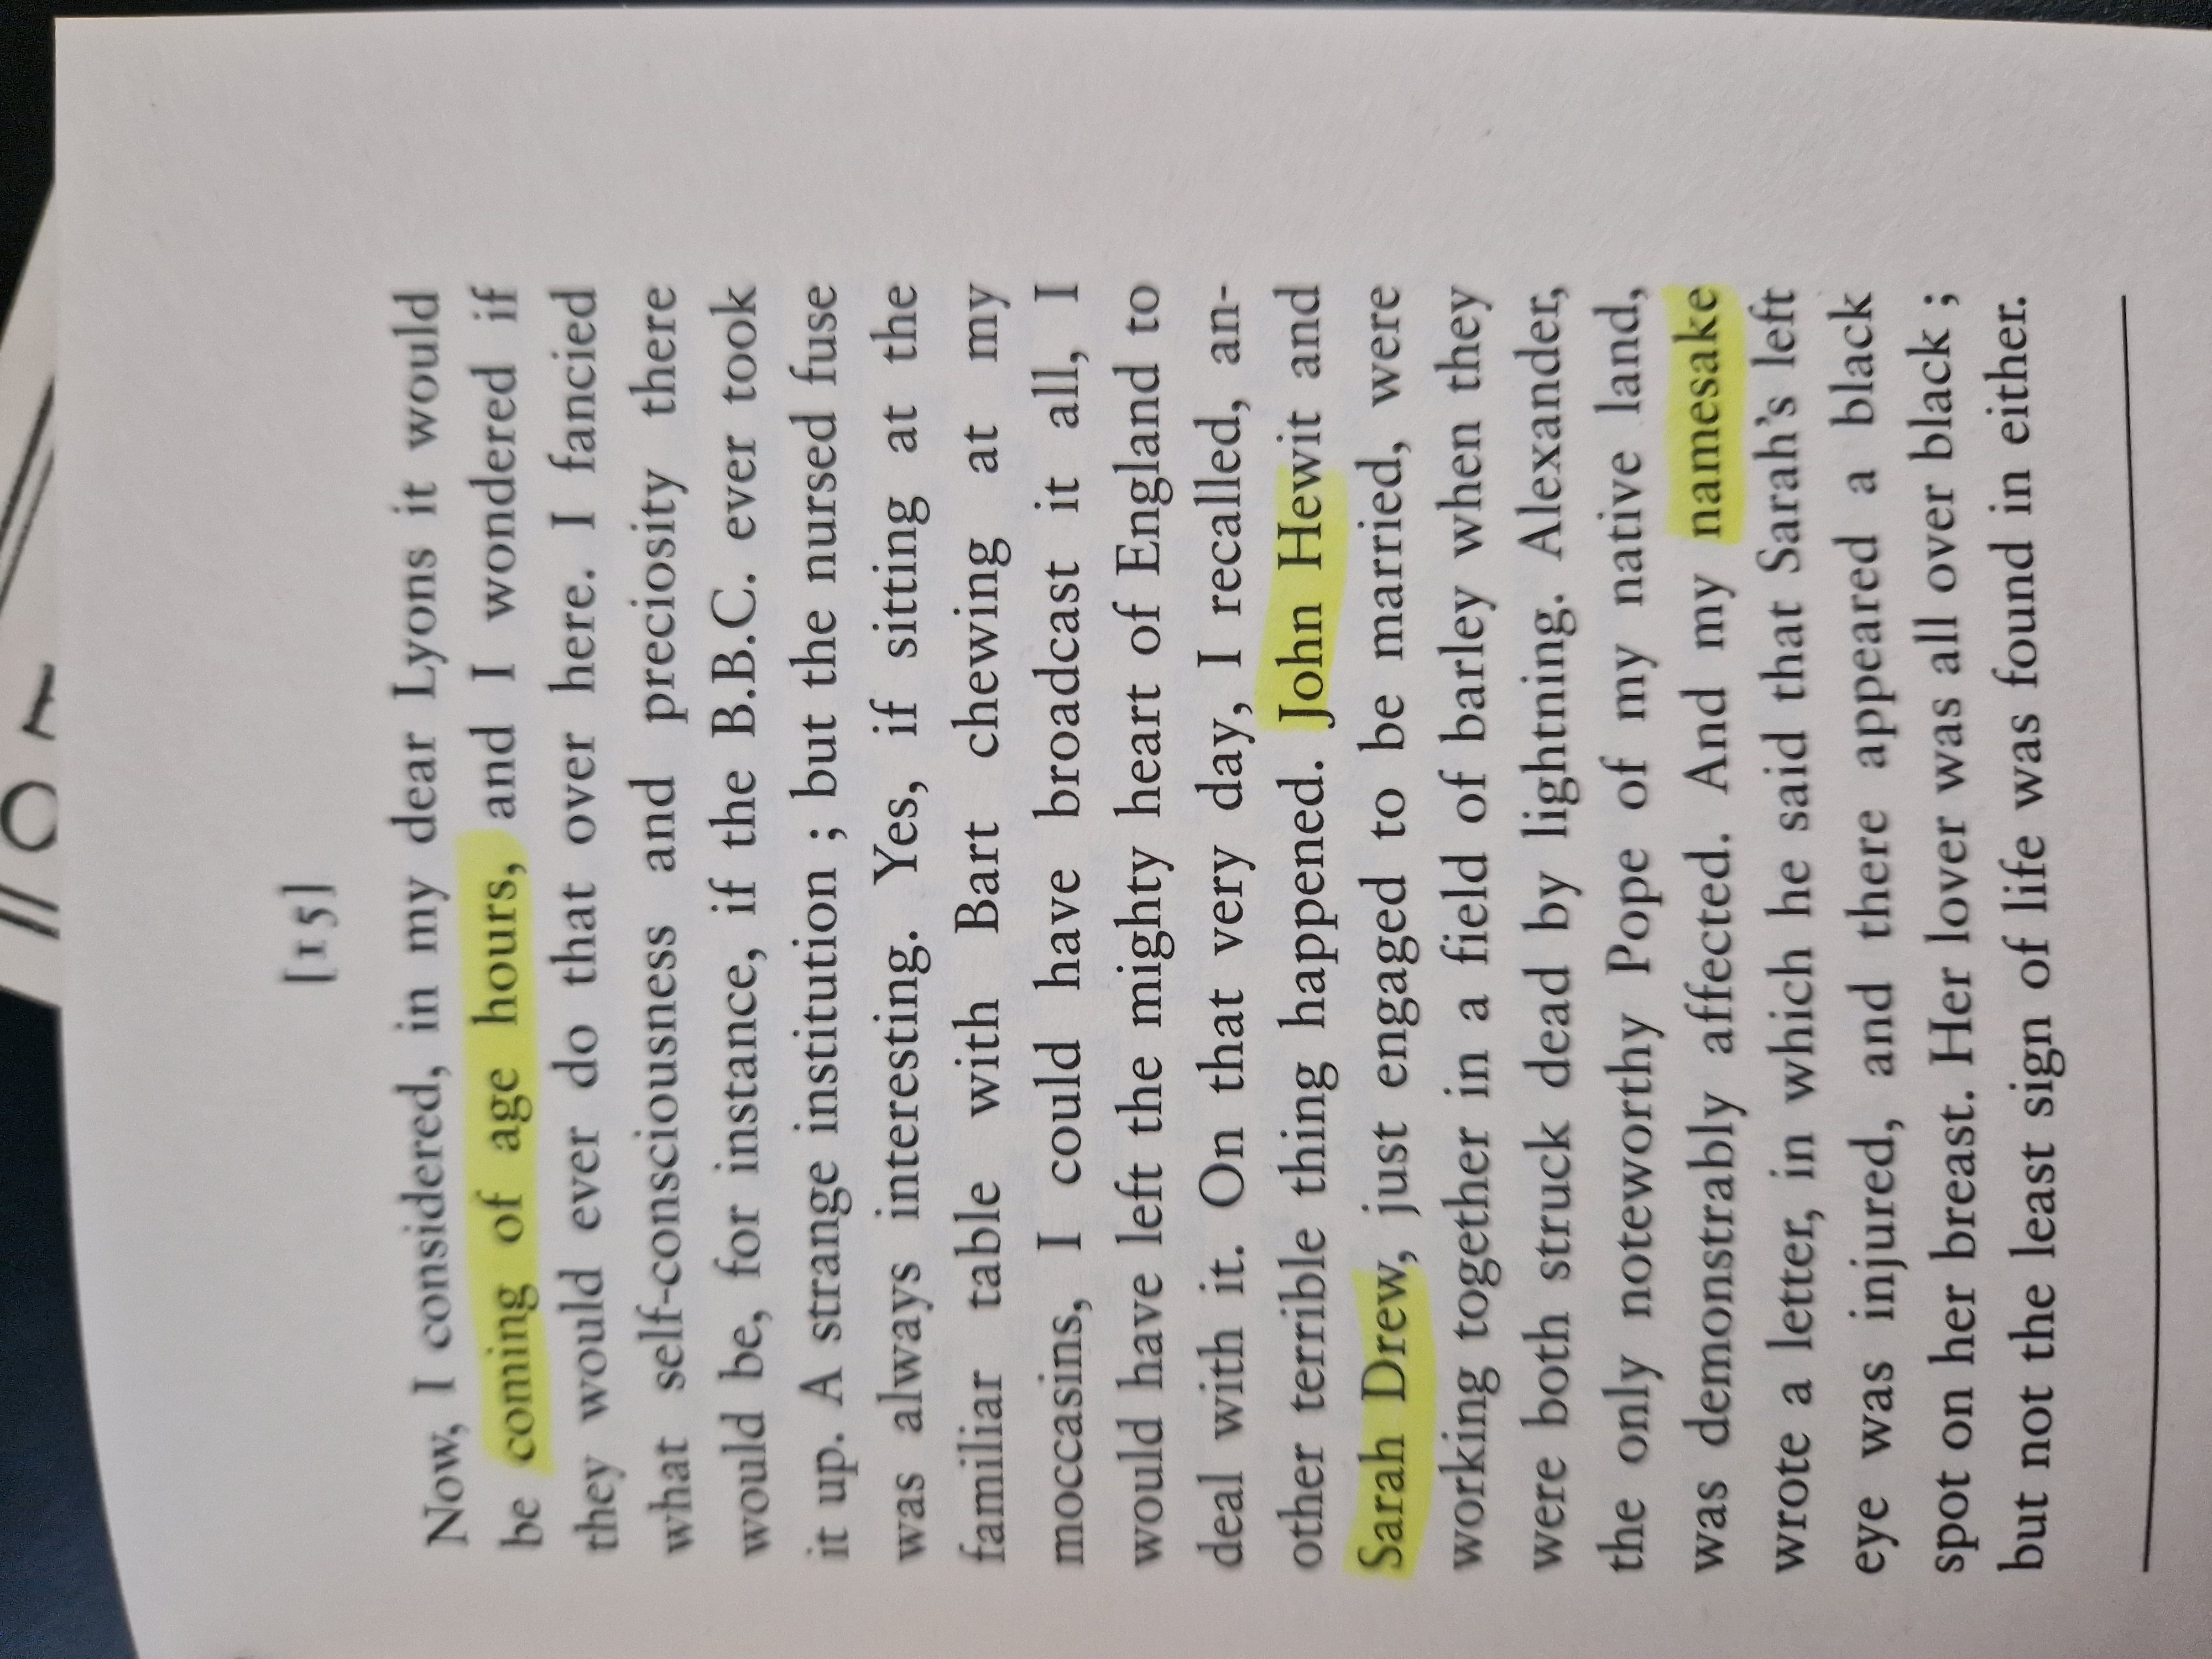 [15]
Now, I considered, in my dear Lyons it would
be coming of age hours, and I wondered if
they would ever do that over here. I fancied
what self-consciousness and preciosity there
would be, for instance, if the B.B.C. ever took
it up. A strange institution ; but the nursed fuse
was always interesting. Yes, if sitting at the
familiar table with Bart chewing at my
moccasins, I could have broadcast it all, I
would have left the mighty heart of England to
deal with it. On that very day, I recalled, an-
other terrible thing happened. John Hewit and
Sarah Drew, just engaged to be married, were
working together in a field of barley when they
were both struck dead by lightning. Alexander,
the only noteworthy Pope of my native land,
was demonstrably affected. And my namesake
wrote a letter, in which he said that Sarah's left
eye was injured, and there appeared a black
spot on her breast. Her lover was all over black ;
but not the least sign of life was found in either.